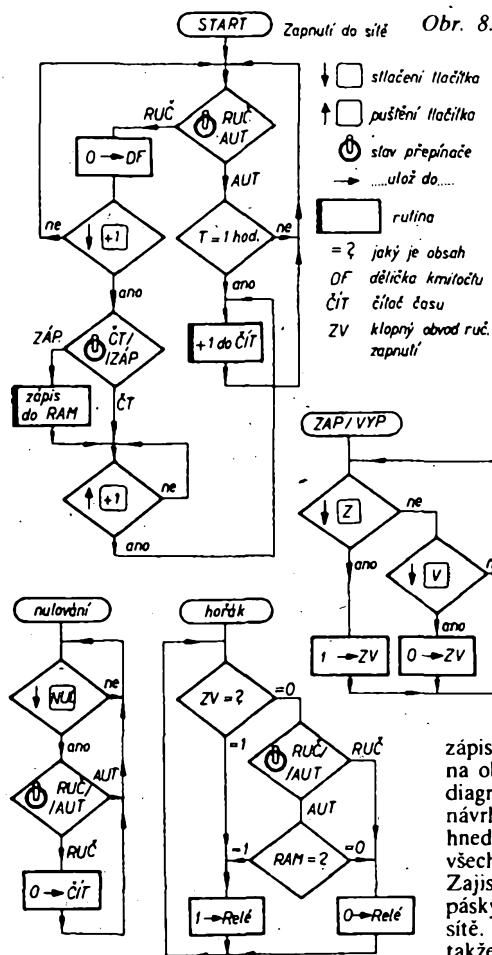 START
Zapnutí do sítě
Obr. 8.
RUČ
RUČ
AUT
0 → DF
AUT
ne
↓ +1
T = 1 hod.
ne
ano
ano
ZÁP.
ČT/
/ZÁP
+1 do ČÍT
zápis
do RAM
ČT
↑ +1
ne
ano
↓ stlačení tlačítka
↑ puštění tlačítka
stav přepínače
→ .....ulož do.....
rutina
= ? jaký je obsah
DF dělička kmitočtu
ČÍT čítač času
ZV klopný obvod ruč.
zapnutí
ZAP / VYP
↓ Z
ne
ano
↓ V
ano
1 → ZV
0 → ZV
nulování
↓ NUL
ne
ano
RUČ/
/AUT
AUT
RUČ
0 → ČÍT
hořák
ZV = ?
=0
=1
RUČ/
/AUT
RUČ
AUT
=1
RAM = ?
=0
1 → Relé
0 → Relé
zápis
na ob
diagr
návrh
hned
všech
Zajis
pásky
sítě.
takže